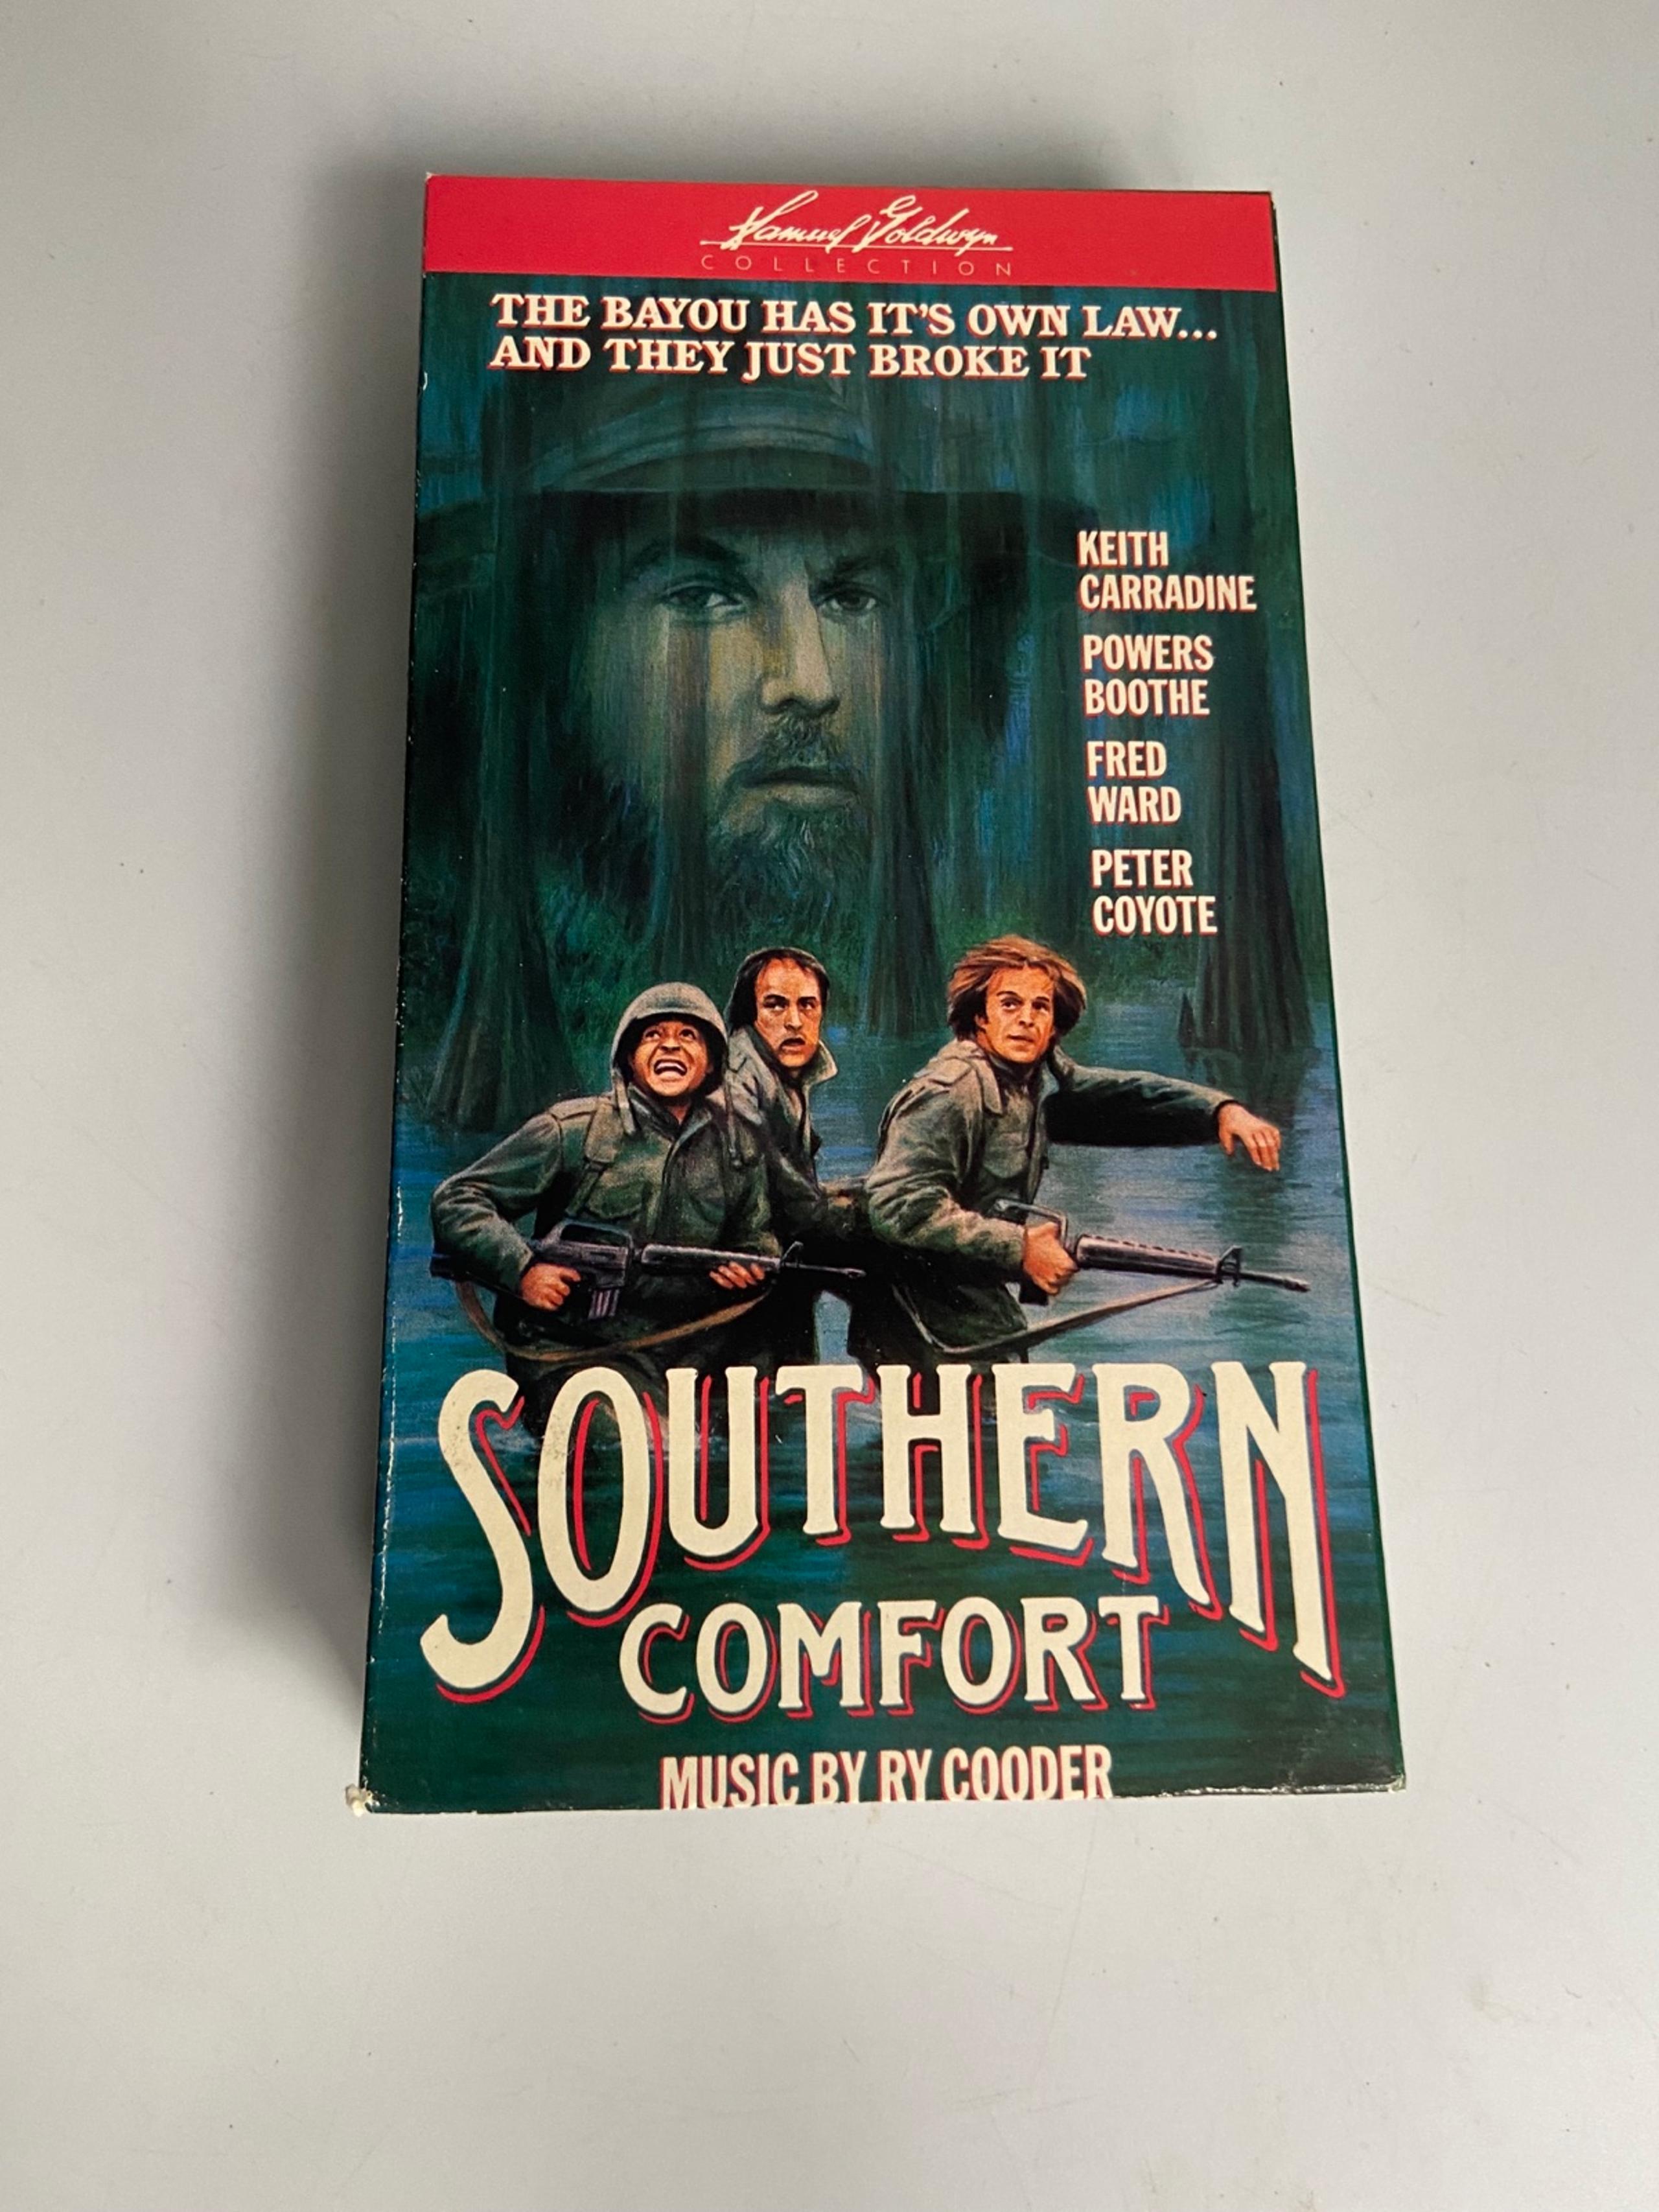 Samuel Goldwyn
COLLECTION
THE BAYOU HAS IT'S OWN LAW...
AND THEY JUST BROKE IT
KEITH
CARRADINE
POWERS
BOOTHE
FRED
WARD
PETER
COYOTE
SOUTHERN
COMFORT
MUSIC BY RY COODER